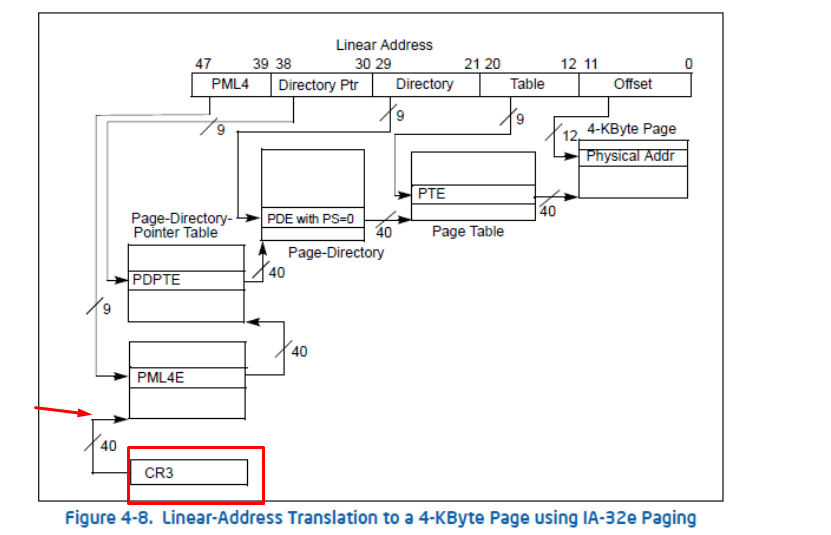 Linear Address
47 39 38 30 29 21 20 12 11 0
PML4 Directory Ptr Directory Table Offset
9
9
9
12
4-KByte Page
Physical Addr
PTE
40
Page Table
PDE with PS=0
40
Page-Directory
Page-Directory-
Pointer Table
PDPTE
40
9
40
PML4E
40
CR3
Figure 4-8. Linear-Address Translation to a 4-KByte Page using IA-32e Paging